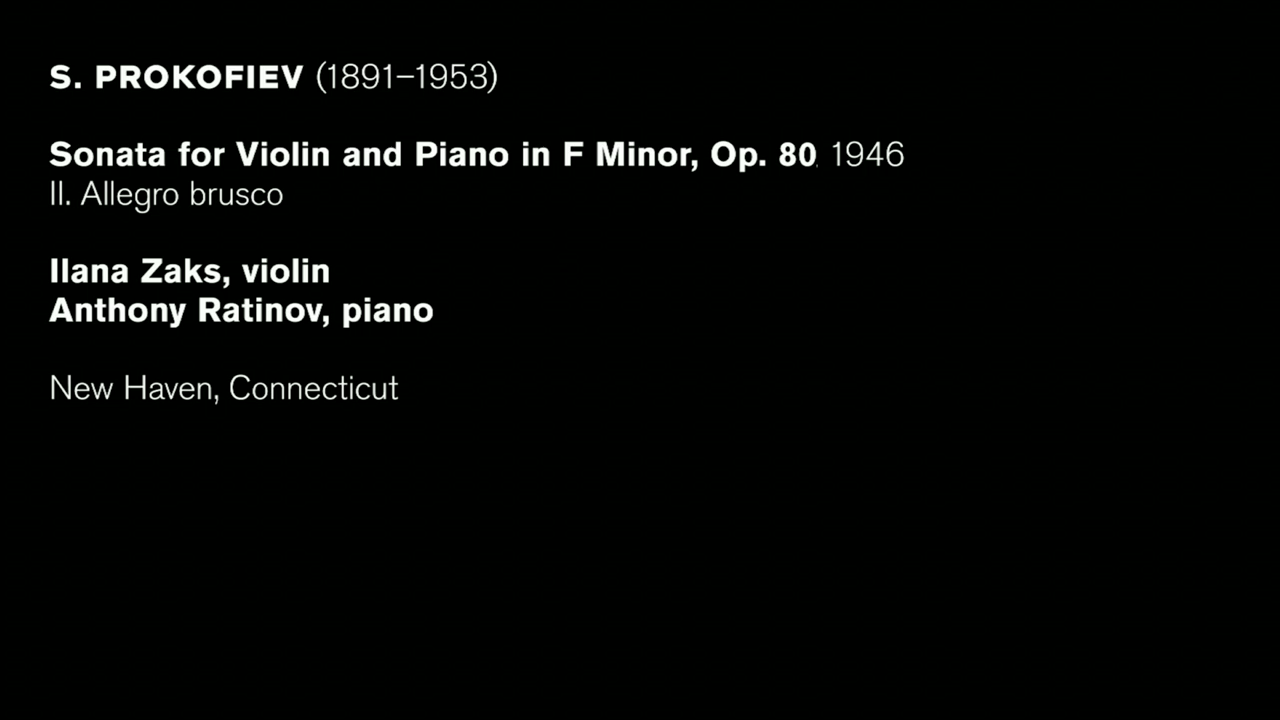 S. PROKOFIEV (1891–1953)
Sonata for Violin and Piano in F Minor, Op. 80, 1946
II. Allegro brusco
Ilana Zaks, violin
Anthony Ratinov, piano
New Haven, Connecticut